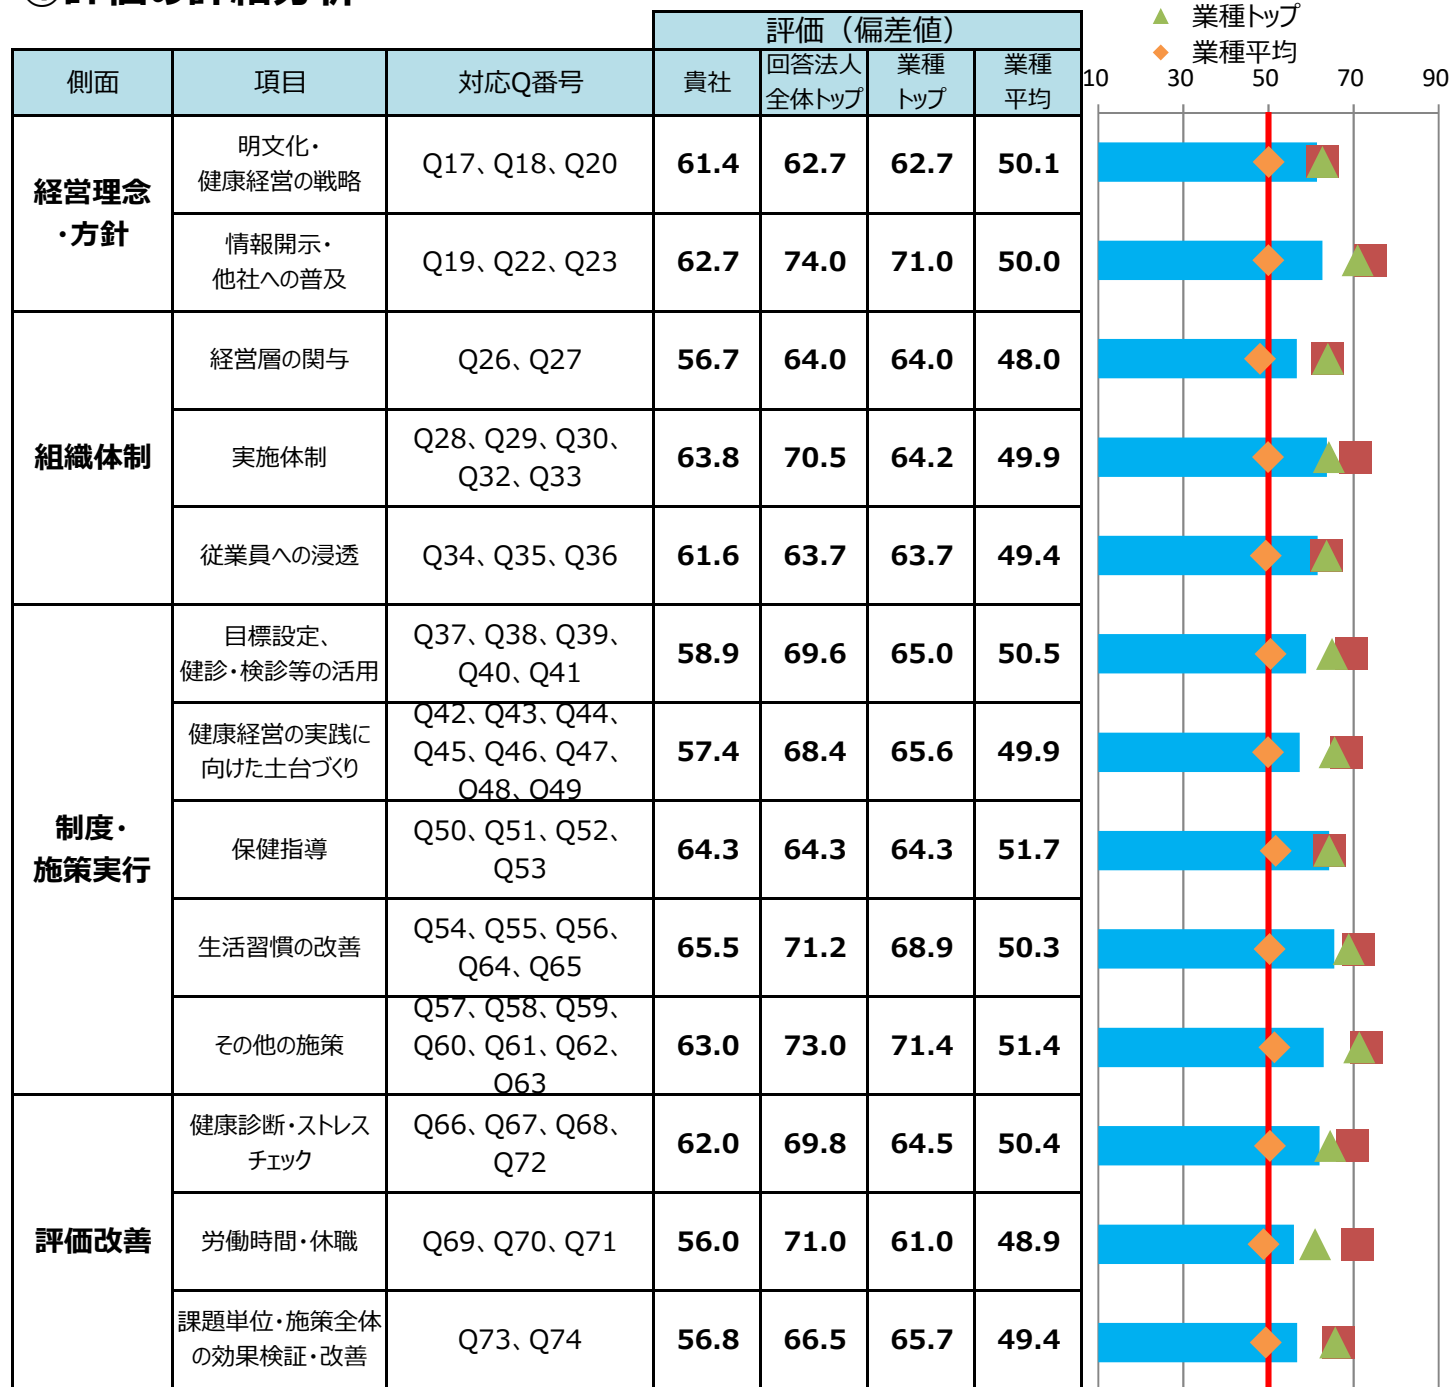 ▲ 業種トップ
◆ 業種平均
評価（偏差値）
側面 項目 対応Q番号 貴社 回答法人 業種 業種
全体トップ トップ 平均
10 30 50 70 90
経営理念
・方針
明文化・
健康経営の戦略
Q17、Q18、Q20 61.4 62.7 62.7 50.1
情報開示・
他社への普及
Q19、Q22、Q23 62.7 74.0 71.0 50.0
組織体制
経営層の関与 Q26、Q27 56.7 64.0 64.0 48.0
実施体制
Q28、Q29、Q30、
Q32、Q33
63.8 70.5 64.2 49.9
従業員への浸透 Q34、Q35、Q36 61.6 63.7 63.7 49.4
制度・
施策実行
目標設定、
健診・検診等の活用
Q37、Q38、Q39、
Q40、Q41
58.9 69.6 65.0 50.5
健康経営の実践に
向けた土台づくり
Q42、Q43、Q44、
Q45、Q46、Q47、
Q48、Q49
57.4 68.4 65.6 49.9
保健指導
Q50、Q51、Q52、
Q53
64.3 64.3 64.3 51.7
生活習慣の改善
Q54、Q55、Q56、
Q64、Q65
65.5 71.2 68.9 50.3
その他の施策
Q57、Q58、Q59、
Q60、Q61、Q62、
Q63
63.0 73.0 71.4 51.4
評価改善
健康診断・ストレス
チェック
Q66、Q67、Q68、
Q72
62.0 69.8 64.5 50.4
労働時間・休職 Q69、Q70、Q71 56.0 71.0 61.0 48.9
課題単位・施策全体
の効果検証・改善
Q73、Q74 56.8 66.5 65.7 49.4